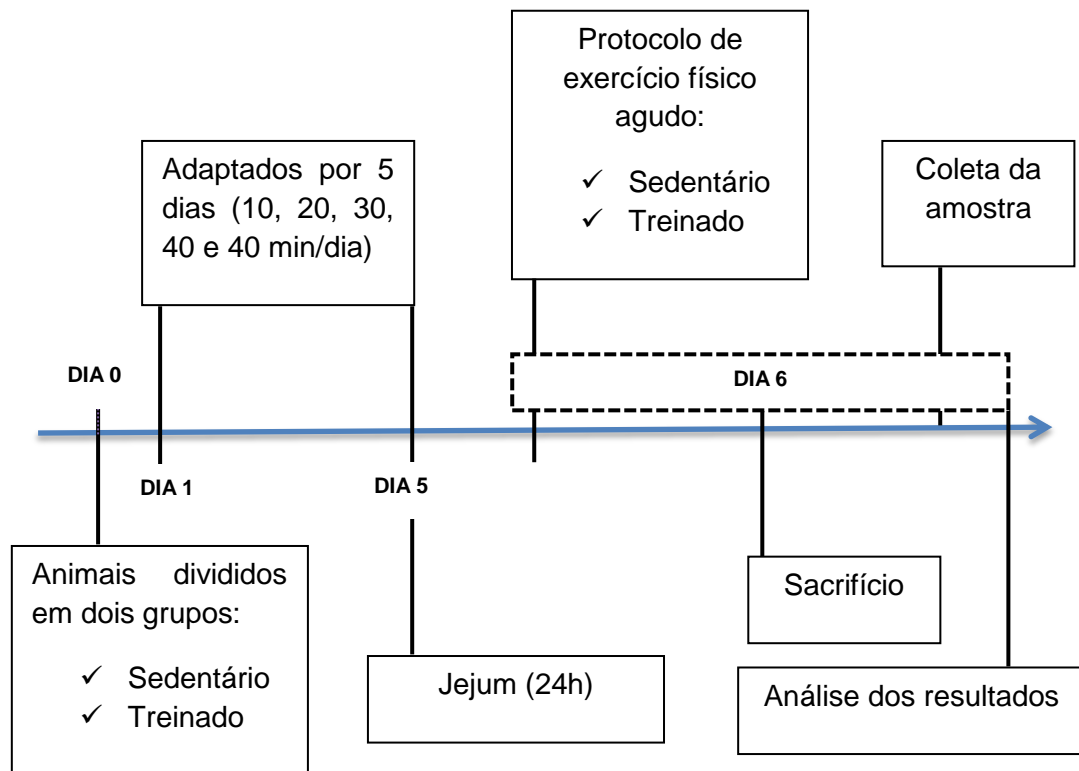 Protocolo de
exercício físico
agudo:
✓ Sedentário
✓ Treinado
Adaptados por 5
dias (10, 20, 30,
40 e 40 min/dia)
Coleta da
amostra
DIA 0
DIA 6
DIA 1
DIA 5
Animais divididos
em dois grupos:
✓ Sedentário
✓ Treinado
Jejum (24h)
Sacrifício
Análise dos resultados